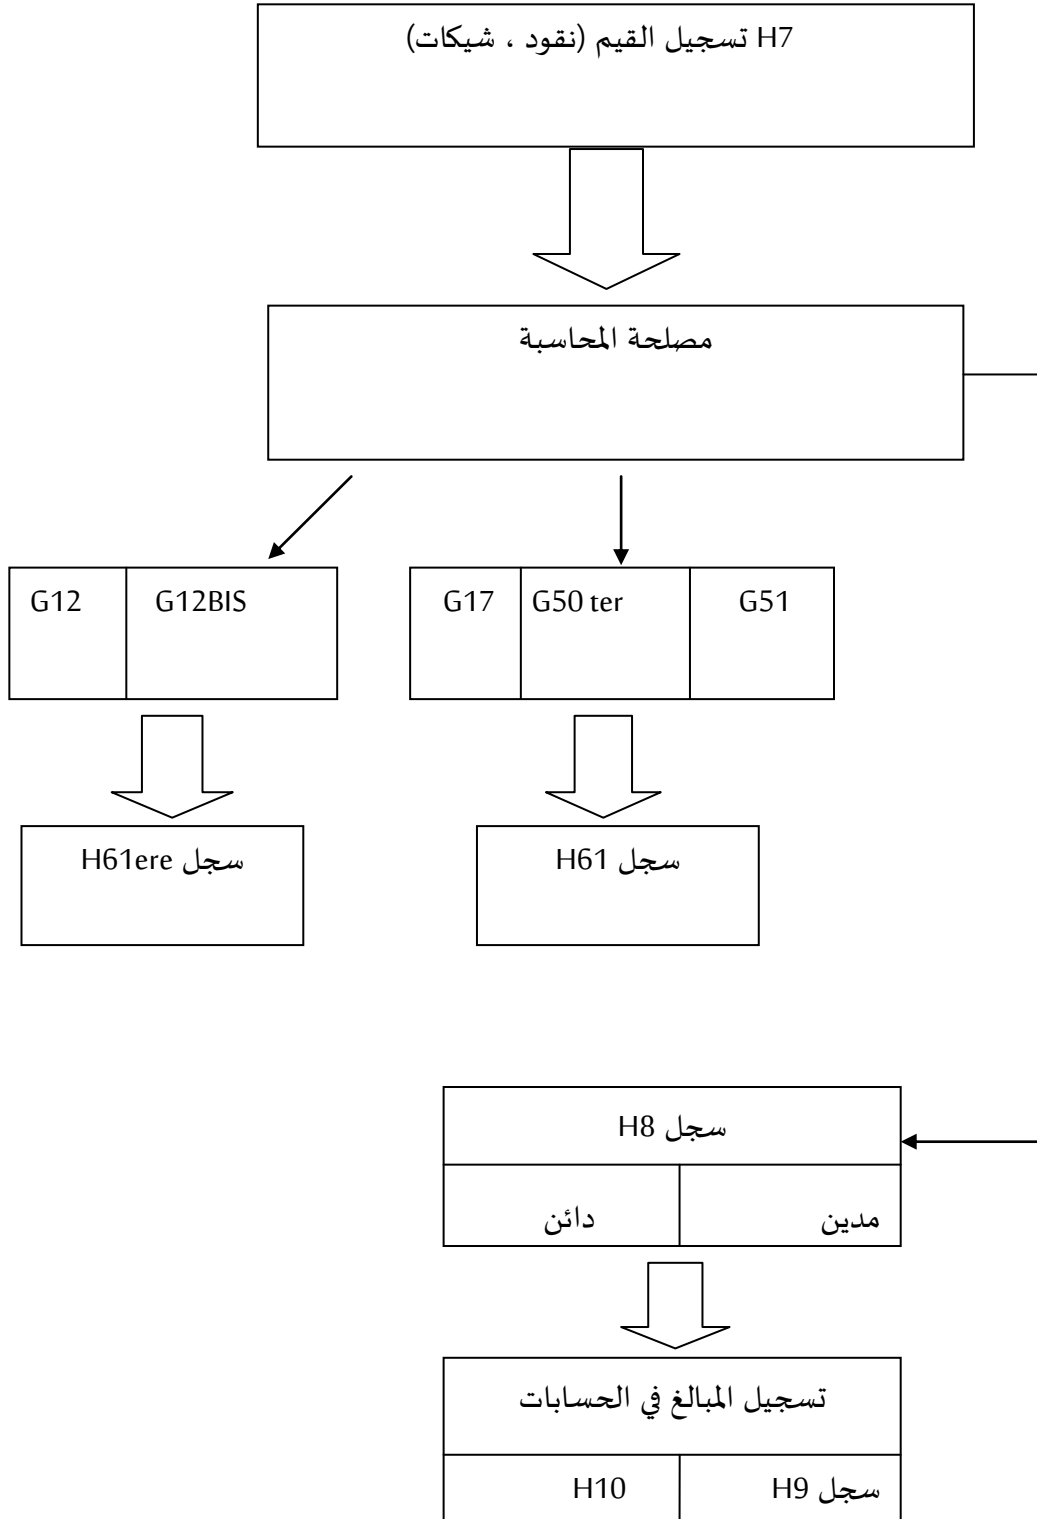 H7 تسجيل القيم (نقود ، شيكات)
مصلحة المحاسبة
G12
G12BIS
G17
G50 ter
G51
سجل H61ere
سجل H61
سجل H8
مدين
دائن
تسجيل المبالغ في الحسابات
سجل H9
H10